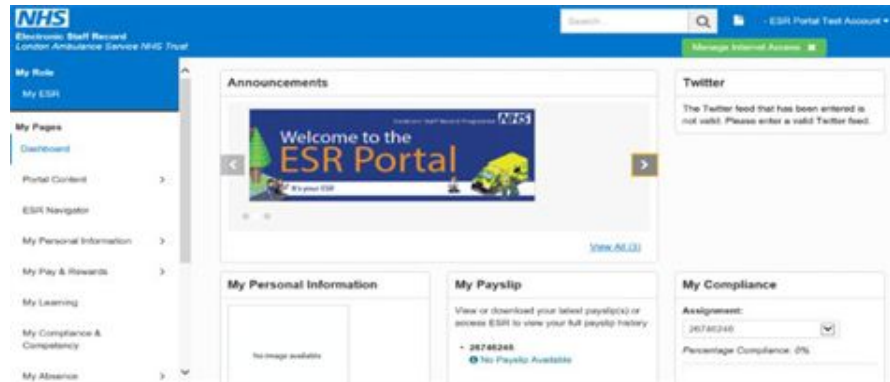 NHS
Electronic Staff Record
London Ambulance Service NHS Trust
Search...
- ESR Portal Test Account
Manage Internet Access
My Role
My ESR
My Pages
Dashboard
Portal Content
ESR Navigator
My Personal Information
My Pay & Rewards
My Learning
My Compliance &
Competency
My Absence
Announcements
Electronic Staff Record Programme NHS
Welcome to the
ESR Portal
It's your ESR
View All (3)
Twitter
The Twitter feed that has been entered is
not valid. Please enter a valid Twitter feed.
My Personal Information
No image available
My Payslip
View or download your latest payslip(s) or
access ESR to view your full payslip history
26746246
No Payslip Available
My Compliance
Assignment:
26746246
Percentage Compliance: 0%